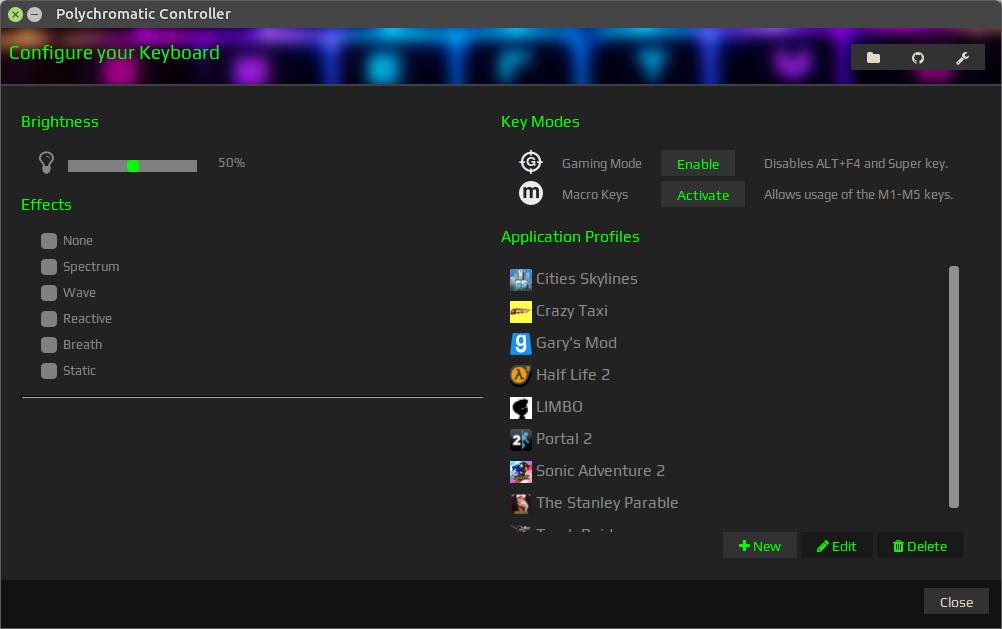 Polychromatic Controller
Configure your Keyboard
Brightness
50%
Effects
None
Spectrum
Wave
Reactive
Breath
Static
Key Modes
G Gaming Mode Enable Disables ALT+F4 and Super key.
m Macro Keys Activate Allows usage of the M1-M5 keys.
Application Profiles
Cities Skylines
Crazy Taxi
g Gary's Mod
λ Half Life 2
LIMBO
2 Portal 2
Sonic Adventure 2
The Stanley Parable
New Edit Delete
Close